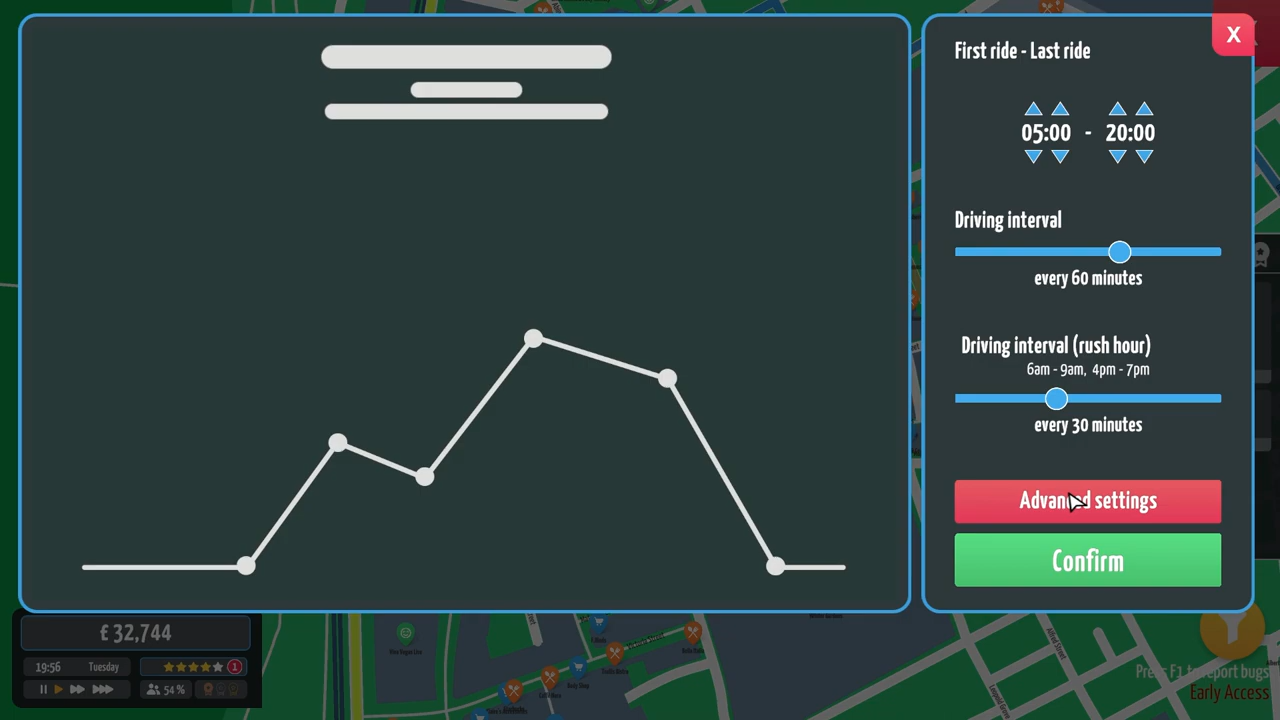 First ride - Last ride
X
05:00 - 20:00
Driving interval
every 60 minutes
Driving interval (rush hour)
6am - 9am, 4pm - 7pm
every 30 minutes
Advanced settings
Confirm
£ 32,744
19:56 Tuesday
1
54 %
Press F1 to report bugs
Early Access